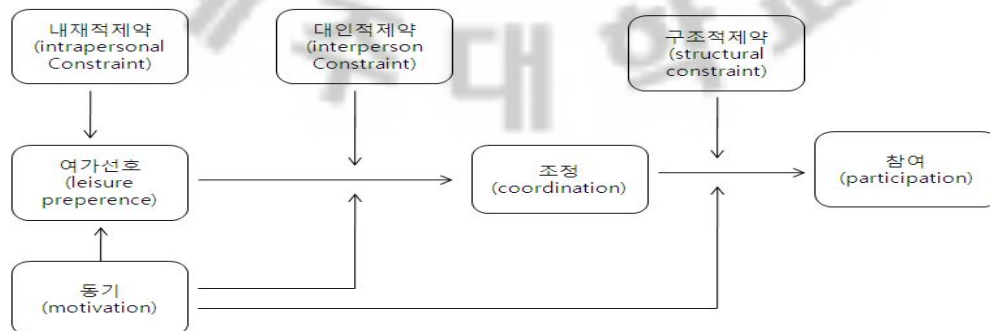 내재적제약
(intrapersonal
Constraint)
대인적제약
(interperson
Constraint)
구조적제약
(structural
constraint)
여가선호
(leisure
preperence)
조정
(coordination)
참여
(participation)
동기
(motivation)
대